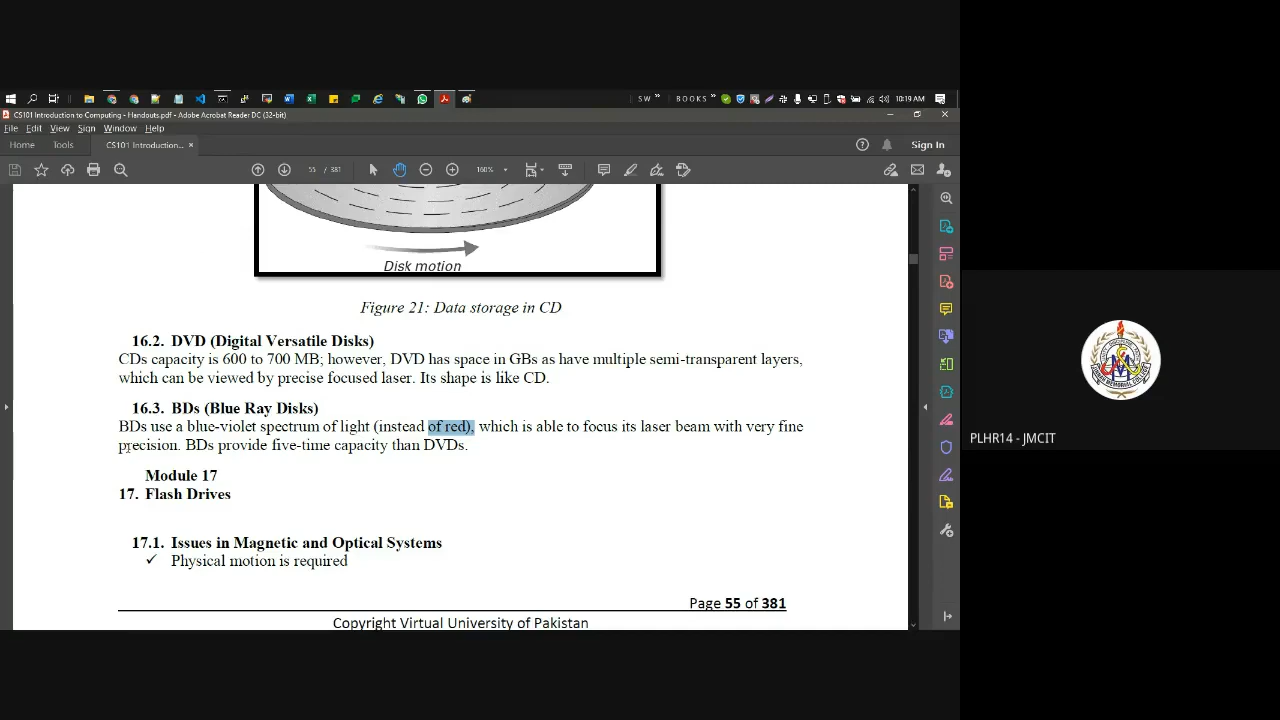 SW »
BOOKS »
10:19 AM
CS101 Introduction to Computing - Handouts.pdf - Adobe Acrobat Reader DC (32-bit)
File Edit View Sign Window Help
Home Tools CS101 Introduction... × Sign In
55 / 381 160%
Disk motion
Figure 21: Data storage in CD
16.2. DVD (Digital Versatile Disks)
CDs capacity is 600 to 700 MB; however, DVD has space in GBs as have multiple semi-transparent layers,
which can be viewed by precise focused laser. Its shape is like CD.
16.3. BDs (Blue Ray Disks)
BDs use a blue-violet spectrum of light (instead of red), which is able to focus its laser beam with very fine
precision. BDs provide five-time capacity than DVDs.
Module 17
17. Flash Drives
17.1. Issues in Magnetic and Optical Systems
✓ Physical motion is required
Page 55 of 381
Copyright Virtual University of Pakistan
PLHR14 - JMCIT